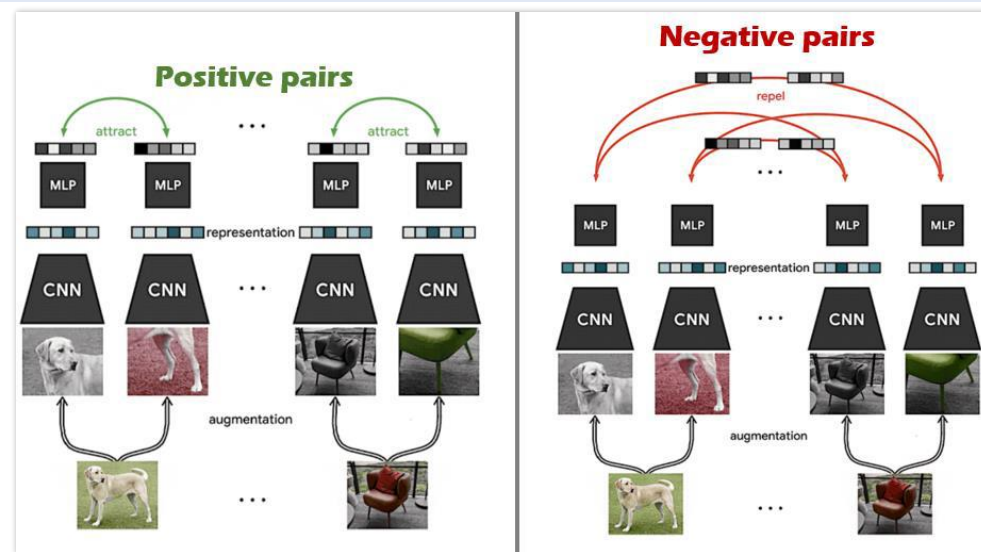 Positive pairs
attract
...
attract
MLP
MLP
MLP
MLP
representation
CNN
CNN
...
CNN
CNN
augmentation
...
Negative pairs
repel
...
MLP
MLP
MLP
MLP
representation
CNN
CNN
...
CNN
CNN
augmentation
...